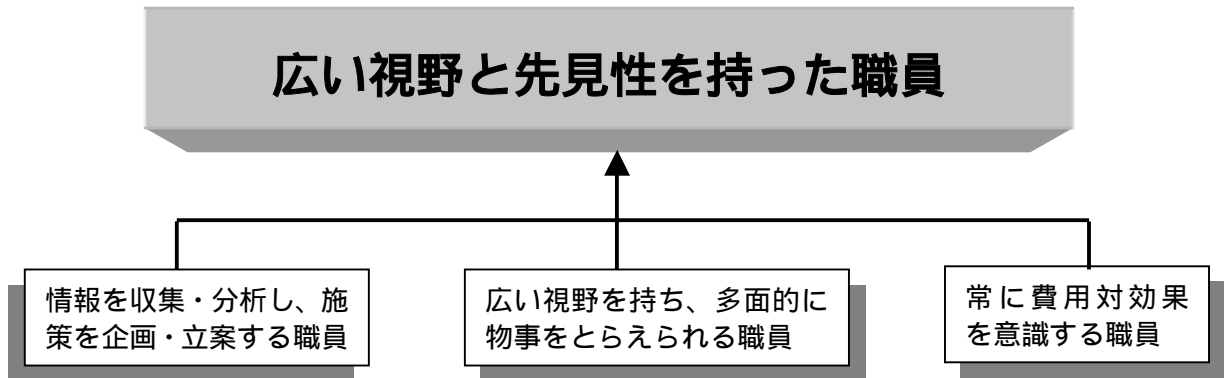 広い視野と先見性を持った職員
情報を収集・分析し、施
策を企画・立案する職員
広い視野を持ち、多面的に
物事をとらえられる職員
常に費用対効果
を意識する職員